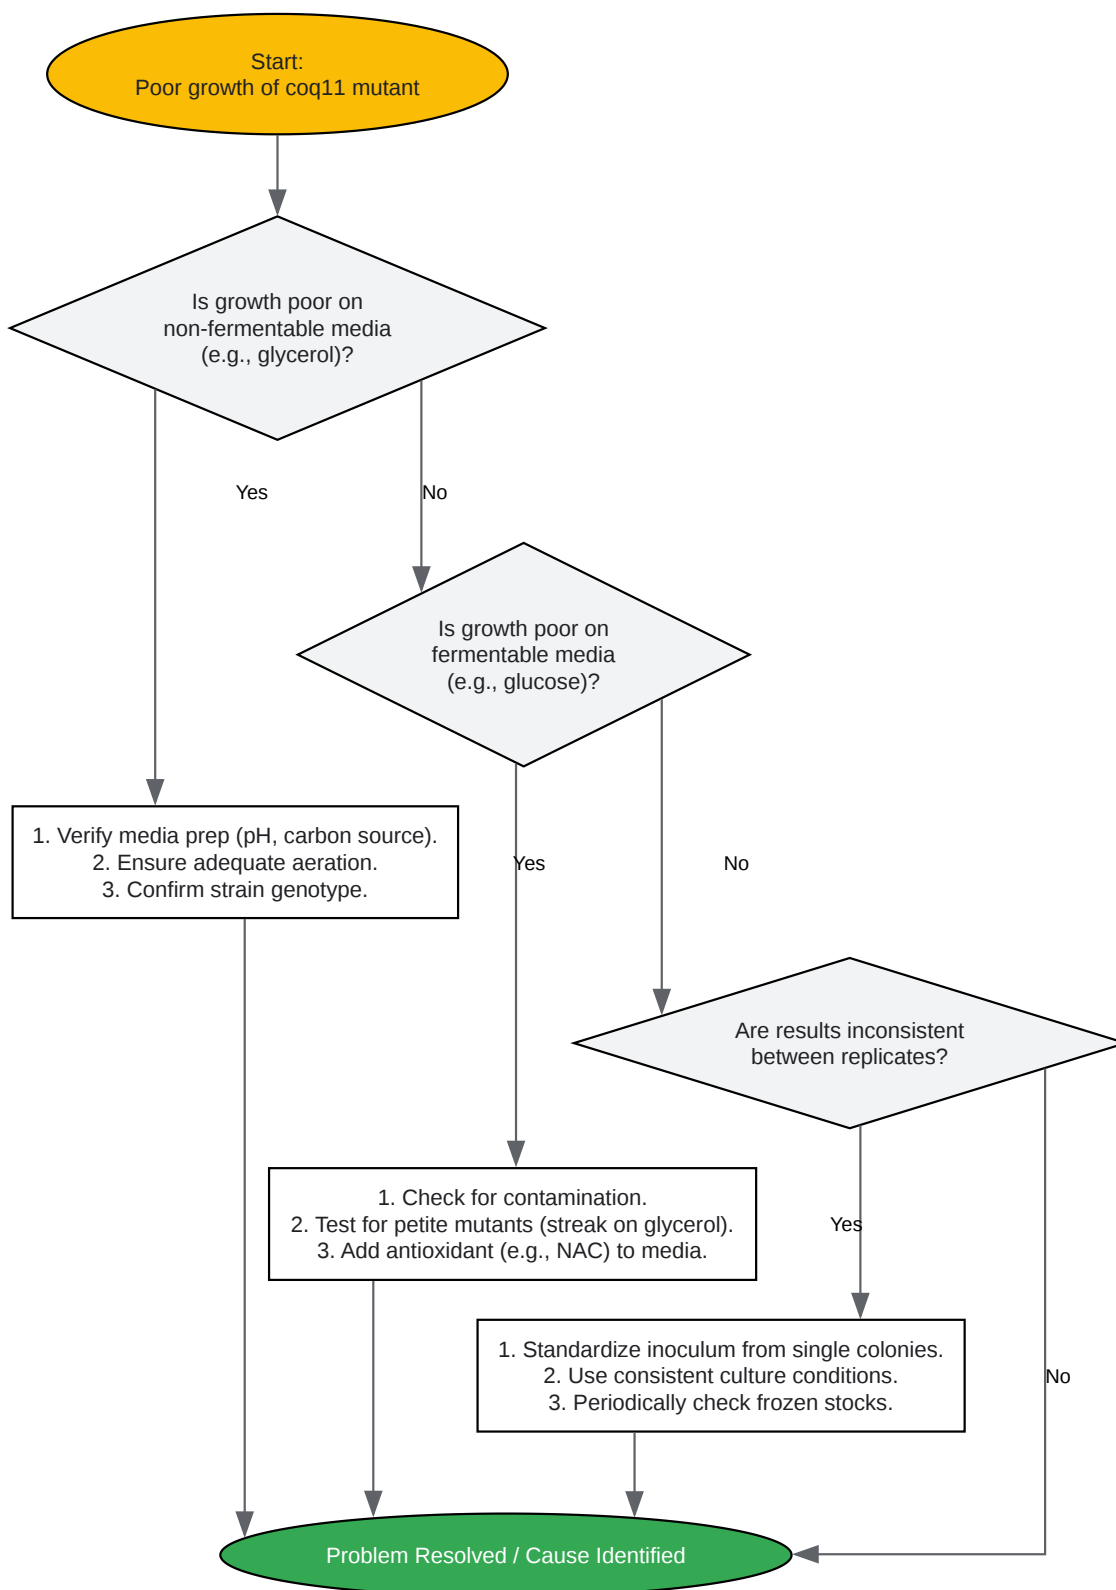 Start:
Poor growth of coq11 mutant
Is growth poor on
non-fermentable media
(e.g., glycerol)?
Yes
No
Is growth poor on
fermentable media
(e.g., glucose)?
1. Verify media prep (pH, carbon source).
2. Ensure adequate aeration.
3. Confirm strain genotype.
Yes
No
Are results inconsistent
between replicates?
1. Check for contamination.
2. Test for petite mutants (streak on glycerol).
3. Add antioxidant (e.g., NAC) to media.
Yes
1. Standardize inoculum from single colonies.
2. Use consistent culture conditions.
3. Periodically check frozen stocks.
No
Problem Resolved / Cause Identified